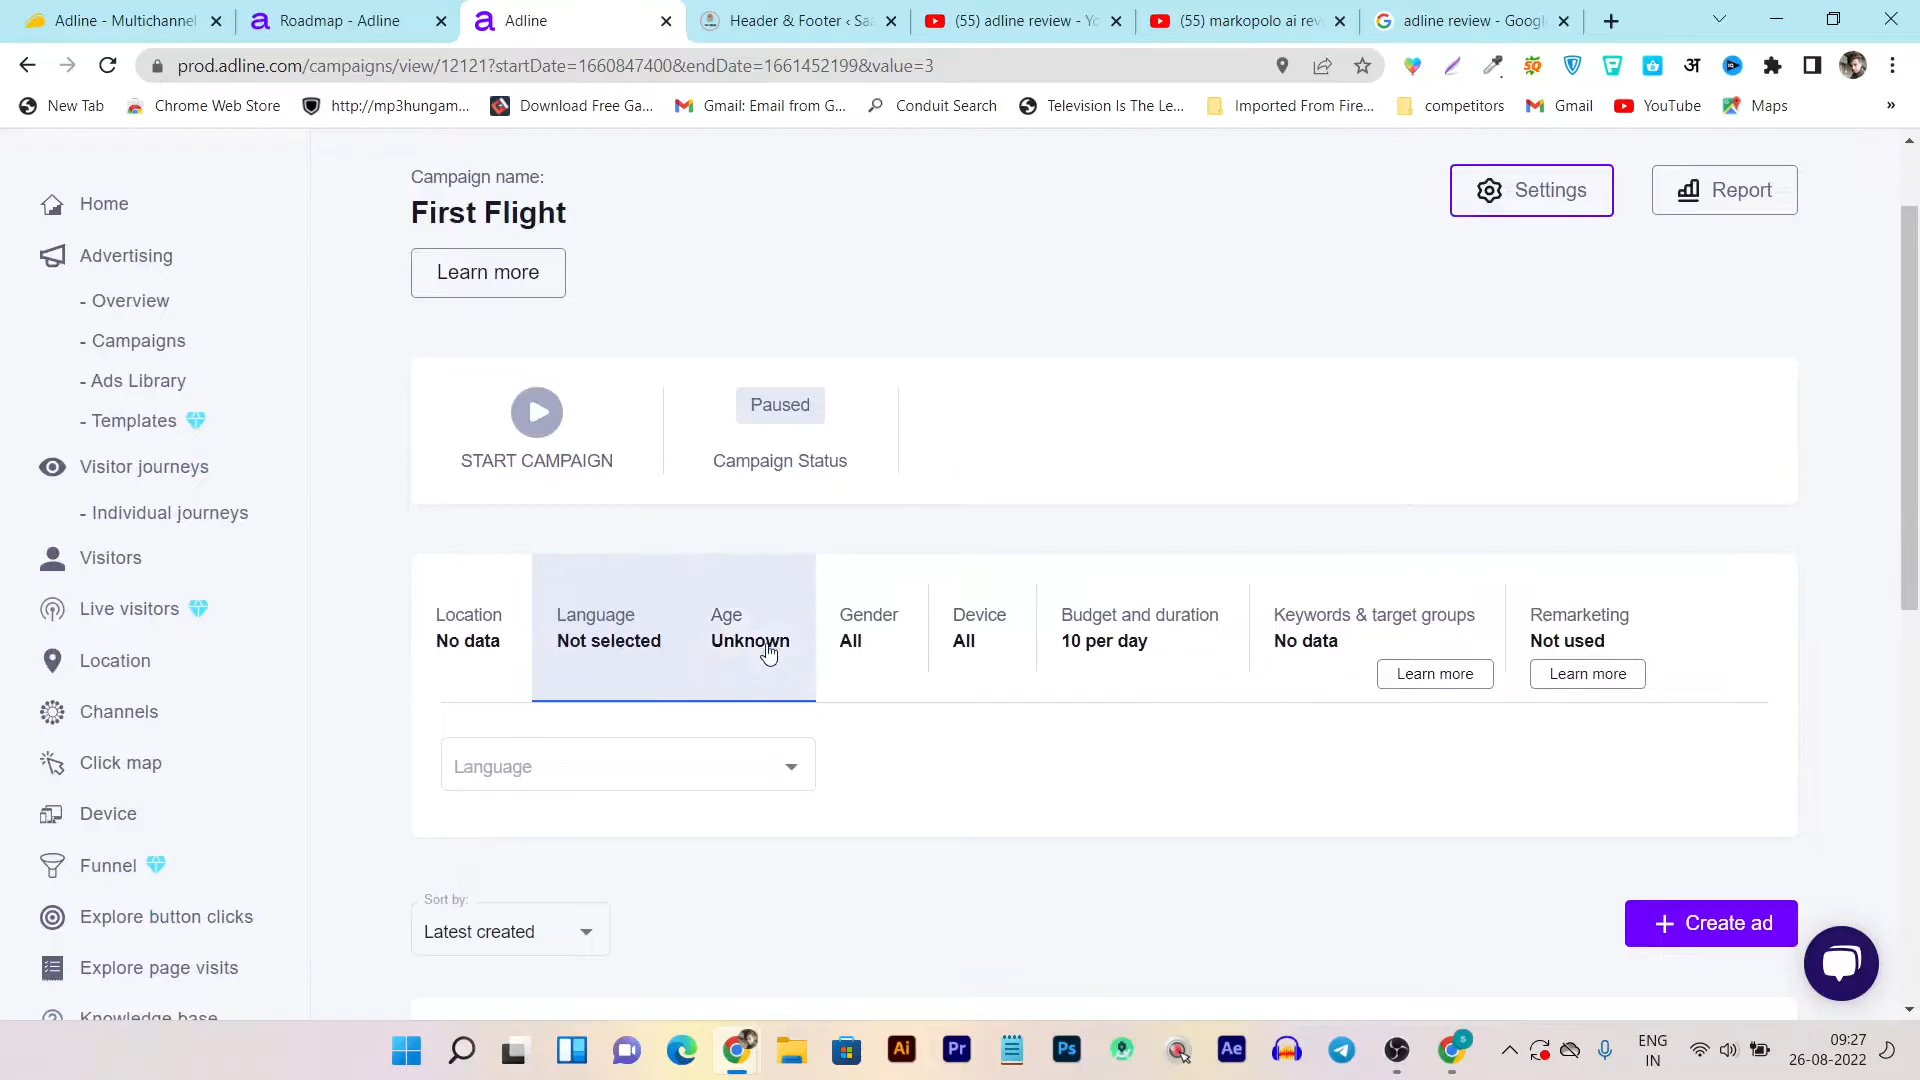 Adline - Multichannel
Roadmap - Adline
Adline
Header & Footer ‹ Saa
(55) adline review - Yo
(55) markopolo ai rev
adline review - Googl
prod.adline.com/campaigns/view/12121?startDate=1660847400&endDate=1661452199&value=3
New Tab
Chrome Web Store
http://mp3hungam...
Download Free Ga...
Gmail: Email from G...
Conduit Search
Television Is The Le...
Imported From Fire...
competitors
Gmail
YouTube
Maps
»
Home
Advertising
- Overview
- Campaigns
- Ads Library
- Templates
Visitor journeys
- Individual journeys
Visitors
Live visitors
Location
Channels
Click map
Device
Funnel
Explore button clicks
Explore page visits
Knowledge base
Campaign name:
First Flight
Learn more
Settings
Report
START CAMPAIGN
Paused
Campaign Status
Location
No data
Language
Not selected
Age
Unknown
Gender
All
Device
All
Budget and duration
10 per day
Keywords & target groups
No data
Learn more
Remarketing
Not used
Learn more
Language
Sort by:
Latest created
+ Create ad
Ai
Pr
Ps
Ae
ENG
IN
09:27
26-08-2022